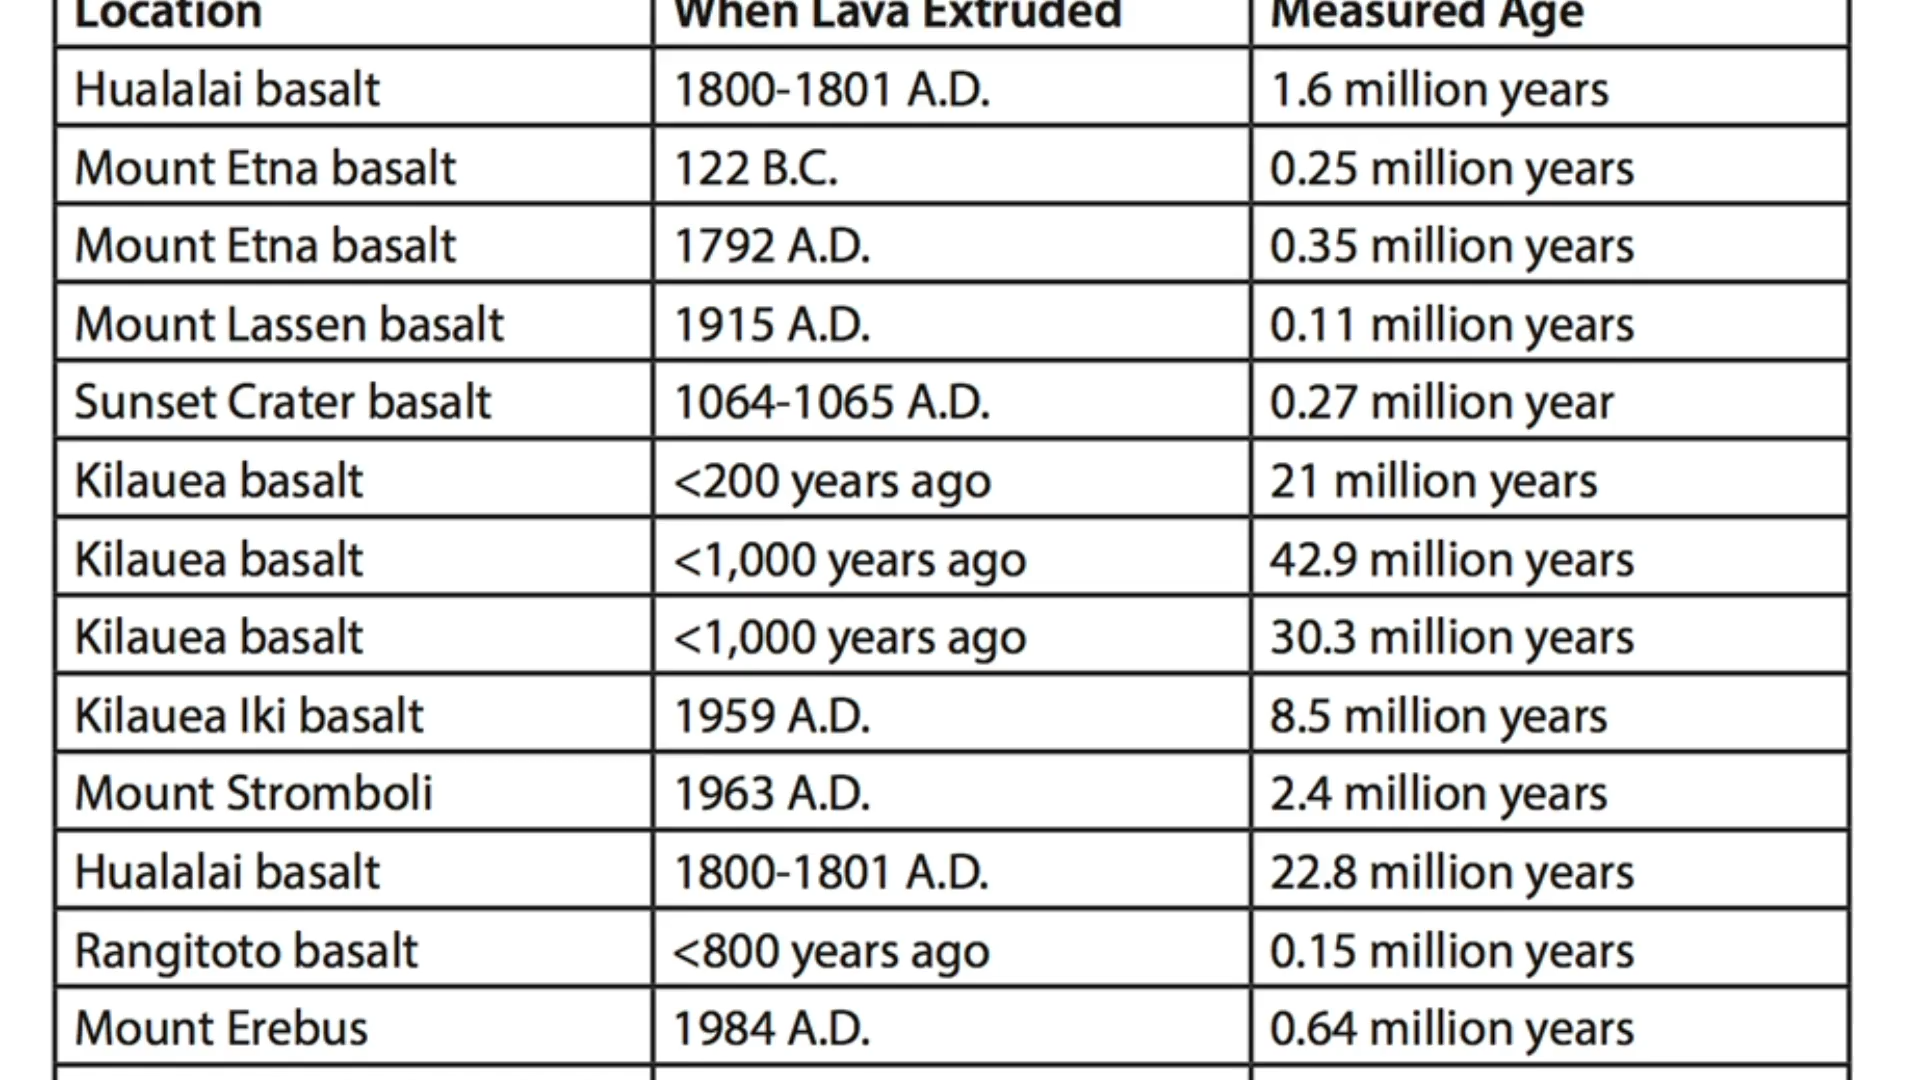 Location When Lava Extruded Measured Age
Hualalai basalt 1800-1801 A.D. 1.6 million years
Mount Etna basalt 122 B.C. 0.25 million years
Mount Etna basalt 1792 A.D. 0.35 million years
Mount Lassen basalt 1915 A.D. 0.11 million years
Sunset Crater basalt 1064-1065 A.D. 0.27 million year
Kilauea basalt <200 years ago 21 million years
Kilauea basalt <1,000 years ago 42.9 million years
Kilauea basalt <1,000 years ago 30.3 million years
Kilauea Iki basalt 1959 A.D. 8.5 million years
Mount Stromboli 1963 A.D. 2.4 million years
Hualalai basalt 1800-1801 A.D. 22.8 million years
Rangitoto basalt <800 years ago 0.15 million years
Mount Erebus 1984 A.D. 0.64 million years